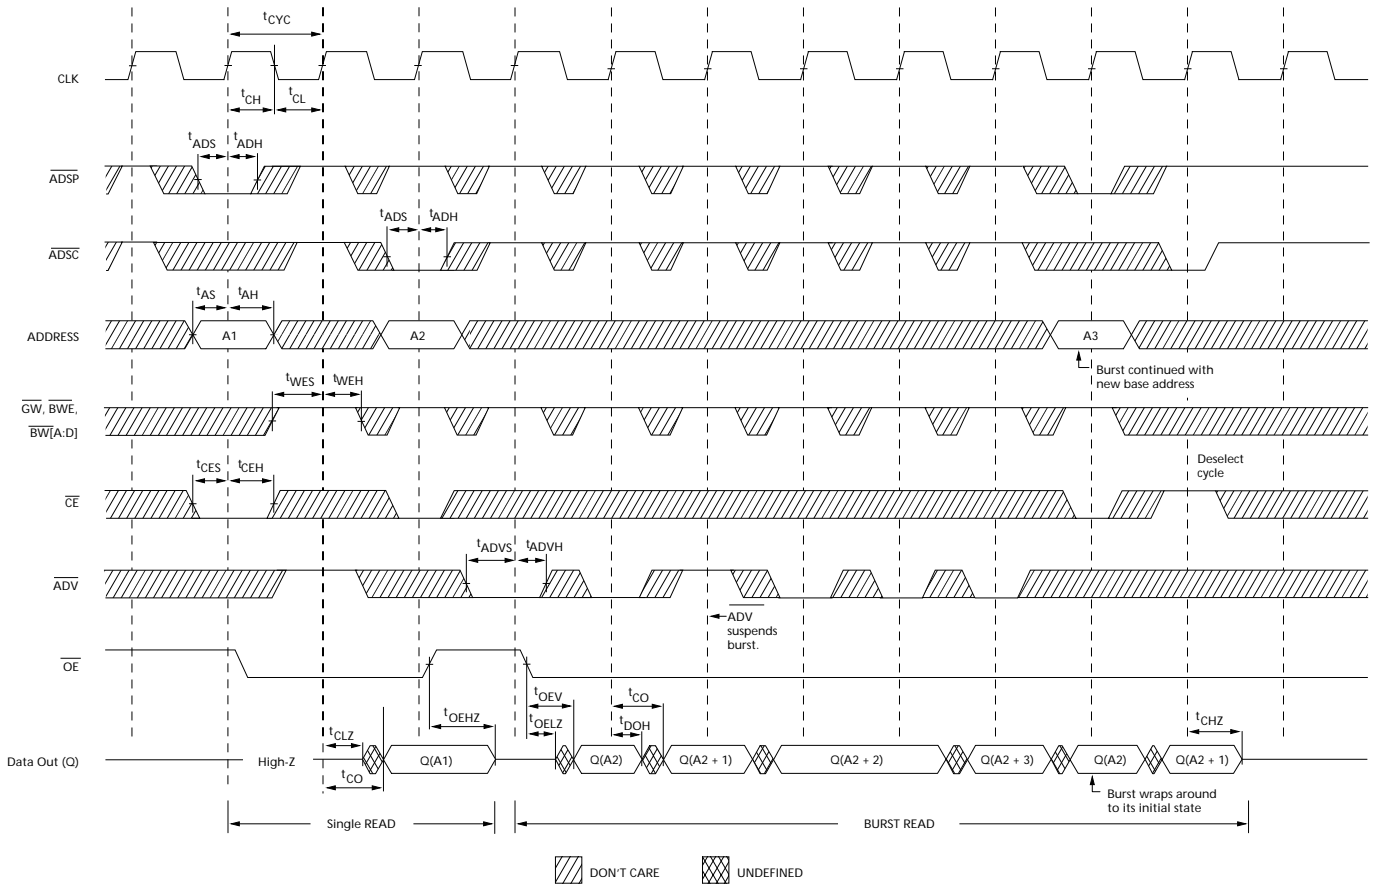 tCYC
CLK
tCH
tCL
tADS
tADH
ADSP
tADS
tADH
ADSC
tAS
tAH
ADDRESS
A1
A2
A3
Burst continued with
new base address
tWES
tWEH
GW, BWE,
BW[A:D]
Deselect
cycle
tCES
tCEH
CE
tADVS
tADVH
ADV
ADV
suspends
burst.
OE
tOEHZ
tOEV
tOELZ
tCO
tDOH
tCHZ
tCLZ
Data Out (Q)
High-Z
Q(A1)
Q(A2)
Q(A2 + 1)
Q(A2 + 2)
Q(A2 + 3)
Q(A2)
Q(A2 + 1)
tCO
Burst wraps around
to its initial state
Single READ
BURST READ
DON'T CARE
UNDEFINED